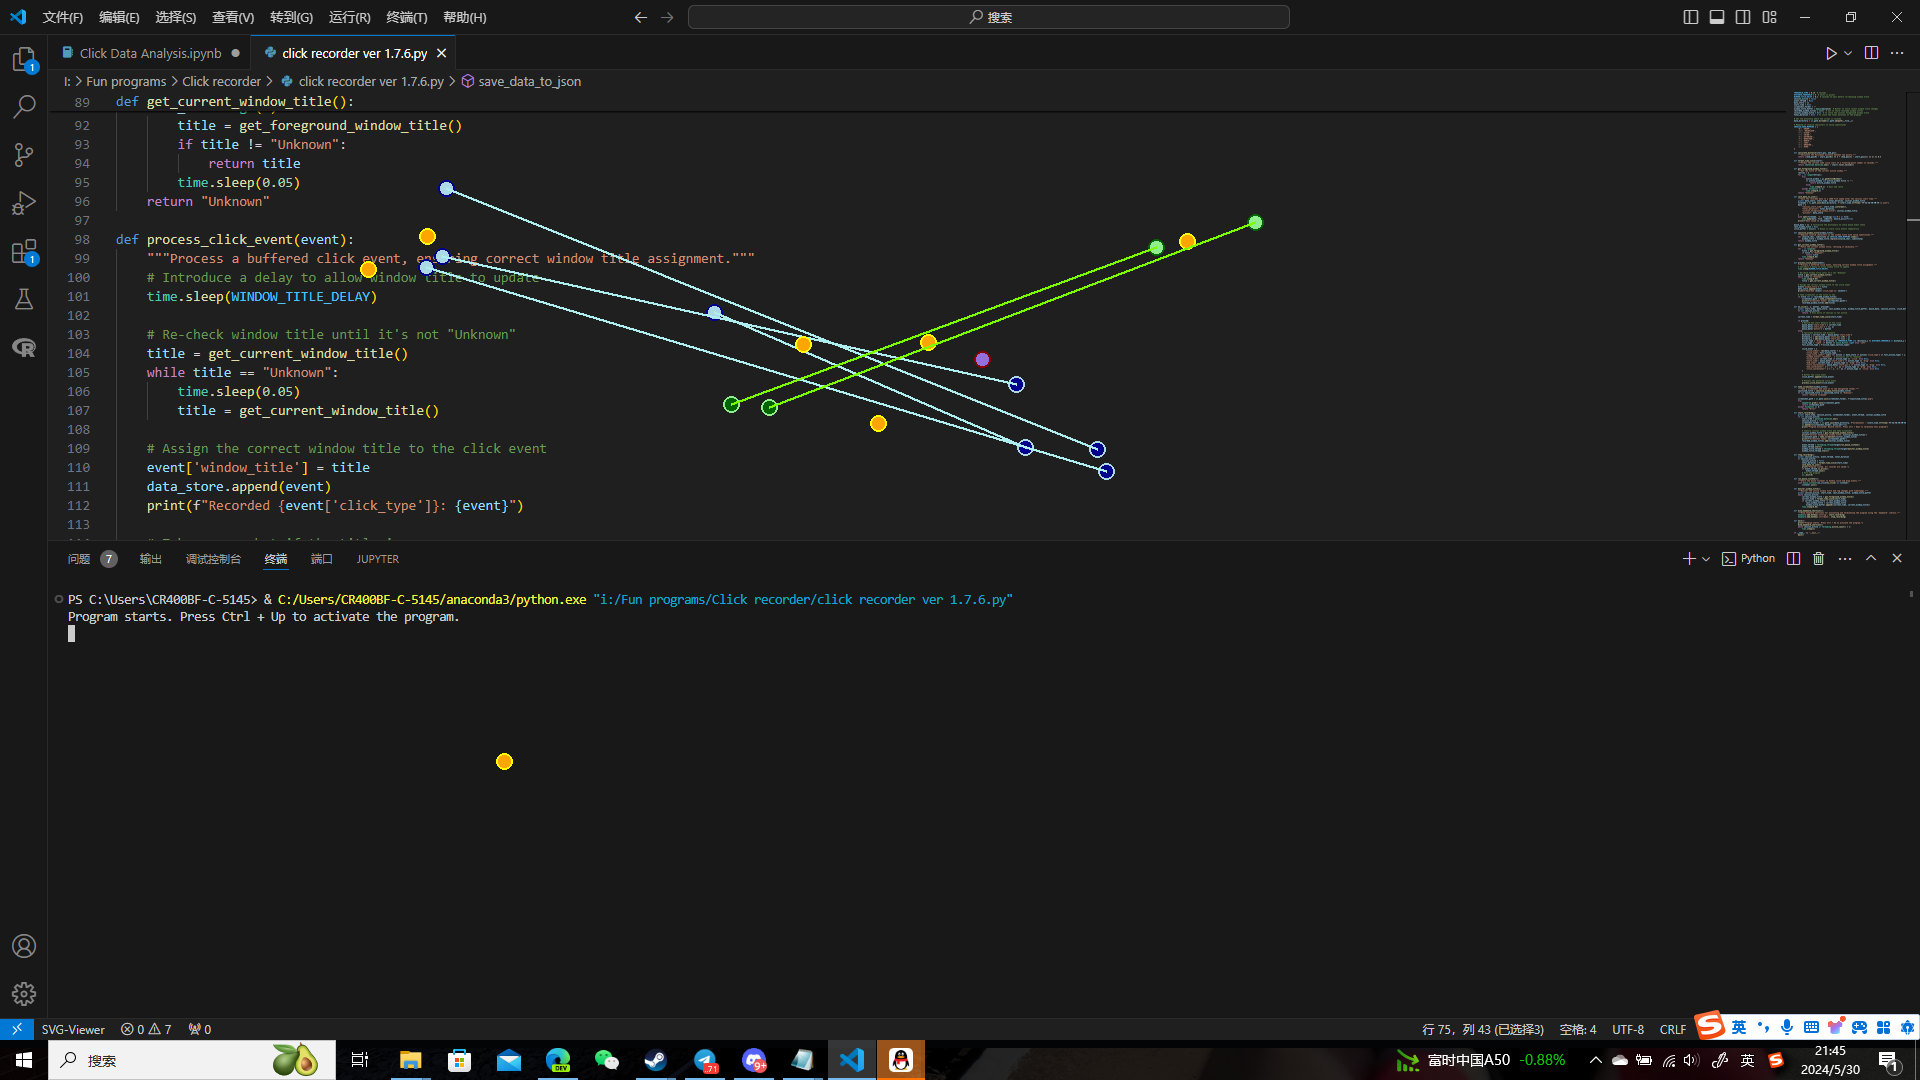 文件(F) 编辑(E) 选择(S) 查看(V) 转到(G) 运行(R) 终端(T) 帮助(H) 搜索
Click Data Analysis.ipynb click recorder ver 1.7.6.py
I: > Fun programs > Click recorder > click recorder ver 1.7.6.py > save_data_to_json
89 def get_current_window_title():
92 title = get_foreground_window_title()
93 if title != "Unknown":
94 return title
95 time.sleep(0.05)
96 return "Unknown"
97
98 def process_click_event(event):
99 """Process a buffered click event, ensuring correct window title assignment."""
100 # Introduce a delay to allow window title to update
101 time.sleep(WINDOW_TITLE_DELAY)
102
103 # Re-check window title until it's not "Unknown"
104 title = get_current_window_title()
105 while title == "Unknown":
106 time.sleep(0.05)
107 title = get_current_window_title()
108
109 # Assign the correct window title to the click event
110 event['window_title'] = title
111 data_store.append(event)
112 print(f"Recorded {event['click_type']}: {event}")
113
问题 7 输出 调试控制台 终端 端口 JUPYTER Python
PS C:\Users\CR400BF-C-5145> & C:/Users/CR400BF-C-5145/anaconda3/python.exe "i:/Fun programs/Click recorder/click recorder ver 1.7.6.py"
Program starts. Press Ctrl + Up to activate the program.
SVG-Viewer 0 7 0 行 75，列 43 (已选择3) 空格: 4 UTF-8 CRLF 英
搜索 DEV 71 9+ 富时中国A50 -0.88% 英 21:45
2024/5/30 1